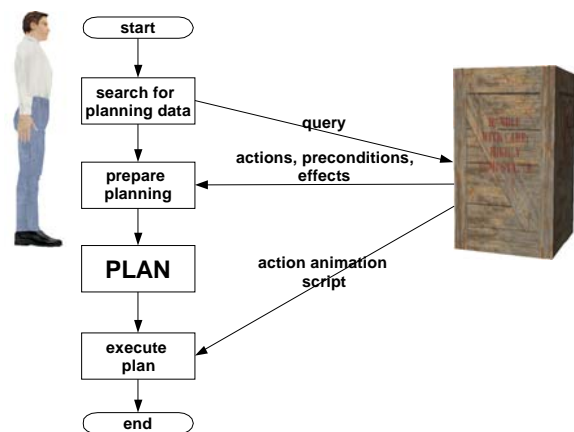 start
search for
planning data
query
actions, preconditions,
effects
prepare
planning
PLAN
action animation
script
execute
plan
end